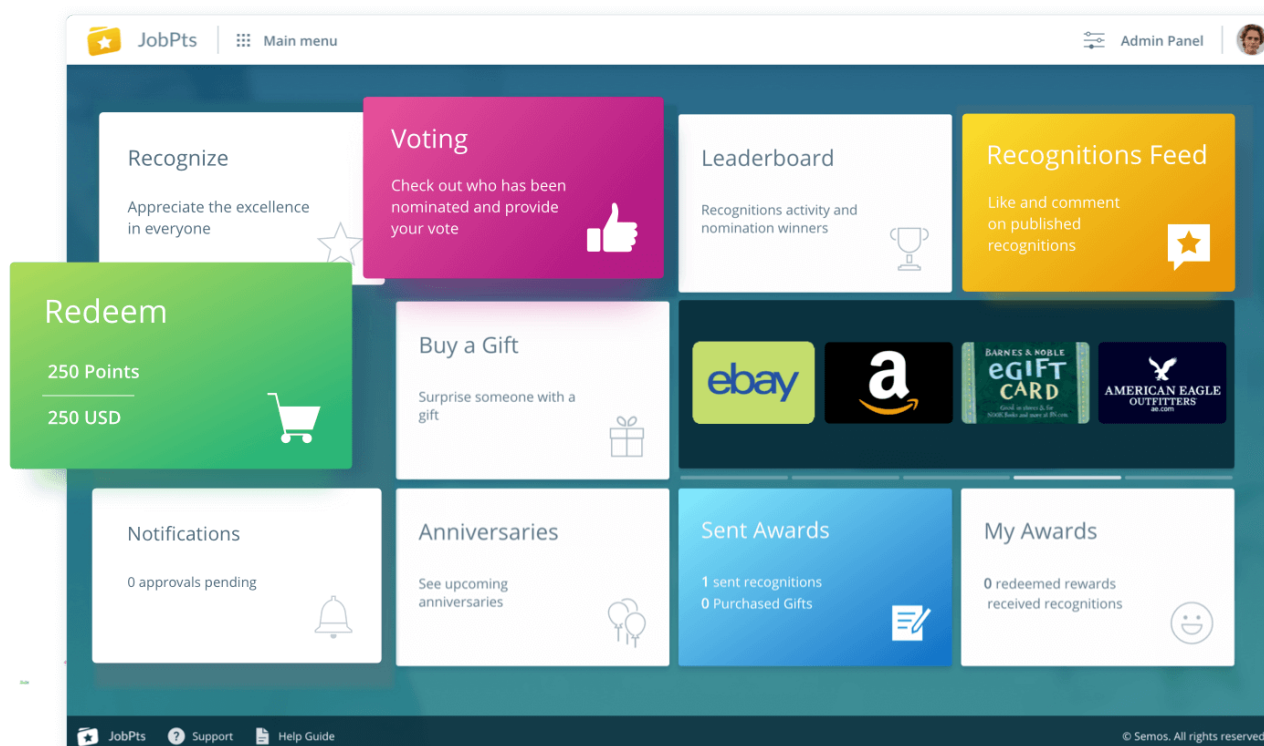 JobPts
Main menu
Admin Panel
Recognize
Appreciate the excellence
in everyone
Voting
Check out who has been
nominated and provide
your vote
Leaderboard
Recognitions activity and
nomination winners
Recognitions Feed
Like and comment
on published
recognitions
Redeem
250 Points
250 USD
Buy a Gift
Surprise someone with a
gift
ebay
a
BARNES & NOBLE
eGIFT
CARD
AMERICAN EAGLE
OUTFITTERS
ae.com
Notifications
0 approvals pending
Anniversaries
See upcoming
anniversaries
Sent Awards
1 sent recognitions
0 Purchased Gifts
My Awards
0 redeemed rewards
received recognitions
JobPts
Support
Help Guide
© Semos. All rights reserved